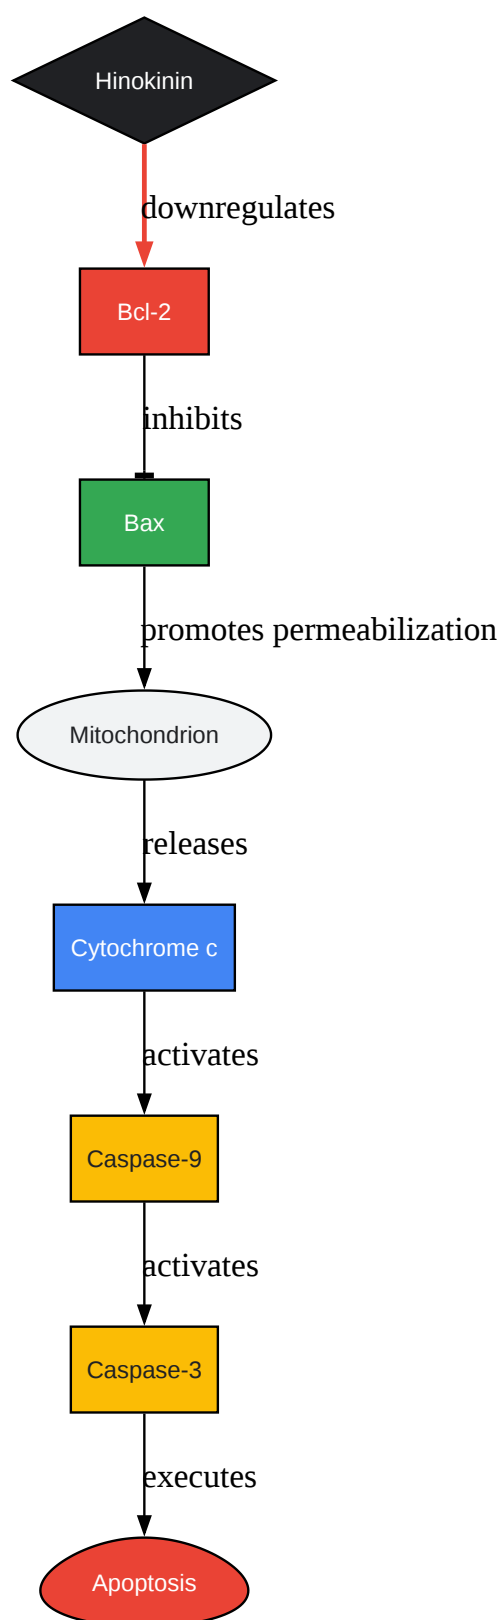 Hinokinin
downregulates
Bcl-2
inhibits
Bax
promotes permeabilization
Mitochondrion
releases
Cytochrome c
activates
Caspase-9
activates
Caspase-3
executes
Apoptosis